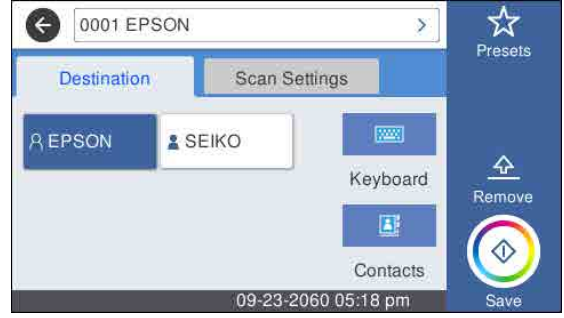 0001 EPSON
Presets
Destination
Scan Settings
EPSON
SEIKO
Keyboard
Remove
Contacts
09-23-2060 05:18 pm
Save